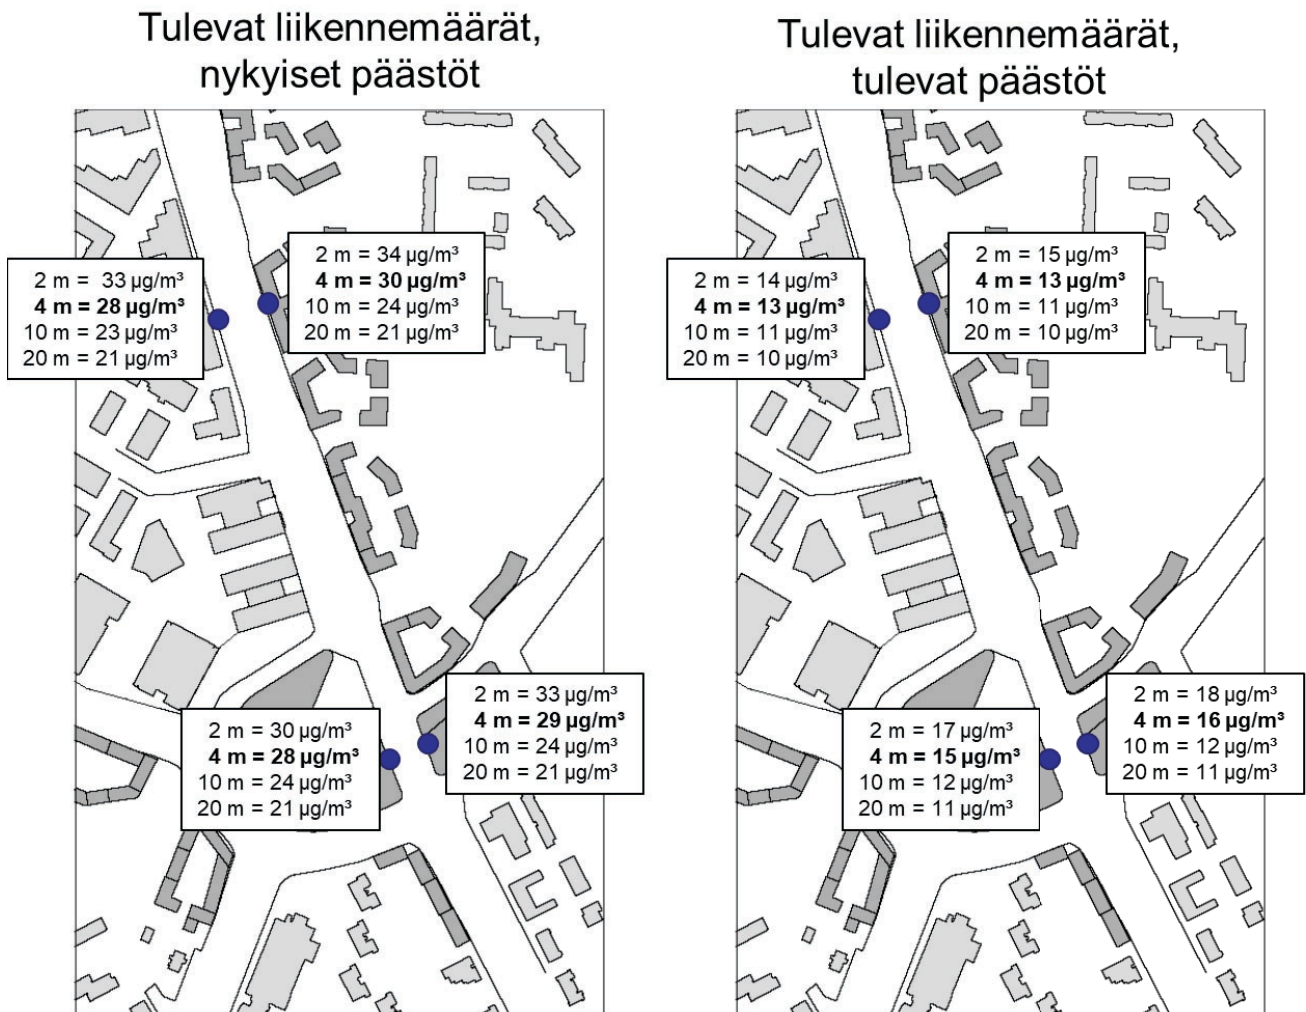 Tulevat liikennemäärät,
nykyiset päästöt
2 m = 33 µg/m³
4 m = 28 µg/m³
10 m = 23 µg/m³
20 m = 21 µg/m³
2 m = 34 µg/m³
4 m = 30 µg/m³
10 m = 24 µg/m³
20 m = 21 µg/m³
2 m = 30 µg/m³
4 m = 28 µg/m³
10 m = 24 µg/m³
20 m = 21 µg/m³
2 m = 33 µg/m³
4 m = 29 µg/m³
10 m = 24 µg/m³
20 m = 21 µg/m³
Tulevat liikennemäärät,
tulevat päästöt
2 m = 14 µg/m³
4 m = 13 µg/m³
10 m = 11 µg/m³
20 m = 10 µg/m³
2 m = 15 µg/m³
4 m = 13 µg/m³
10 m = 11 µg/m³
20 m = 10 µg/m³
2 m = 17 µg/m³
4 m = 15 µg/m³
10 m = 12 µg/m³
20 m = 11 µg/m³
2 m = 18 µg/m³
4 m = 16 µg/m³
10 m = 12 µg/m³
20 m = 11 µg/m³